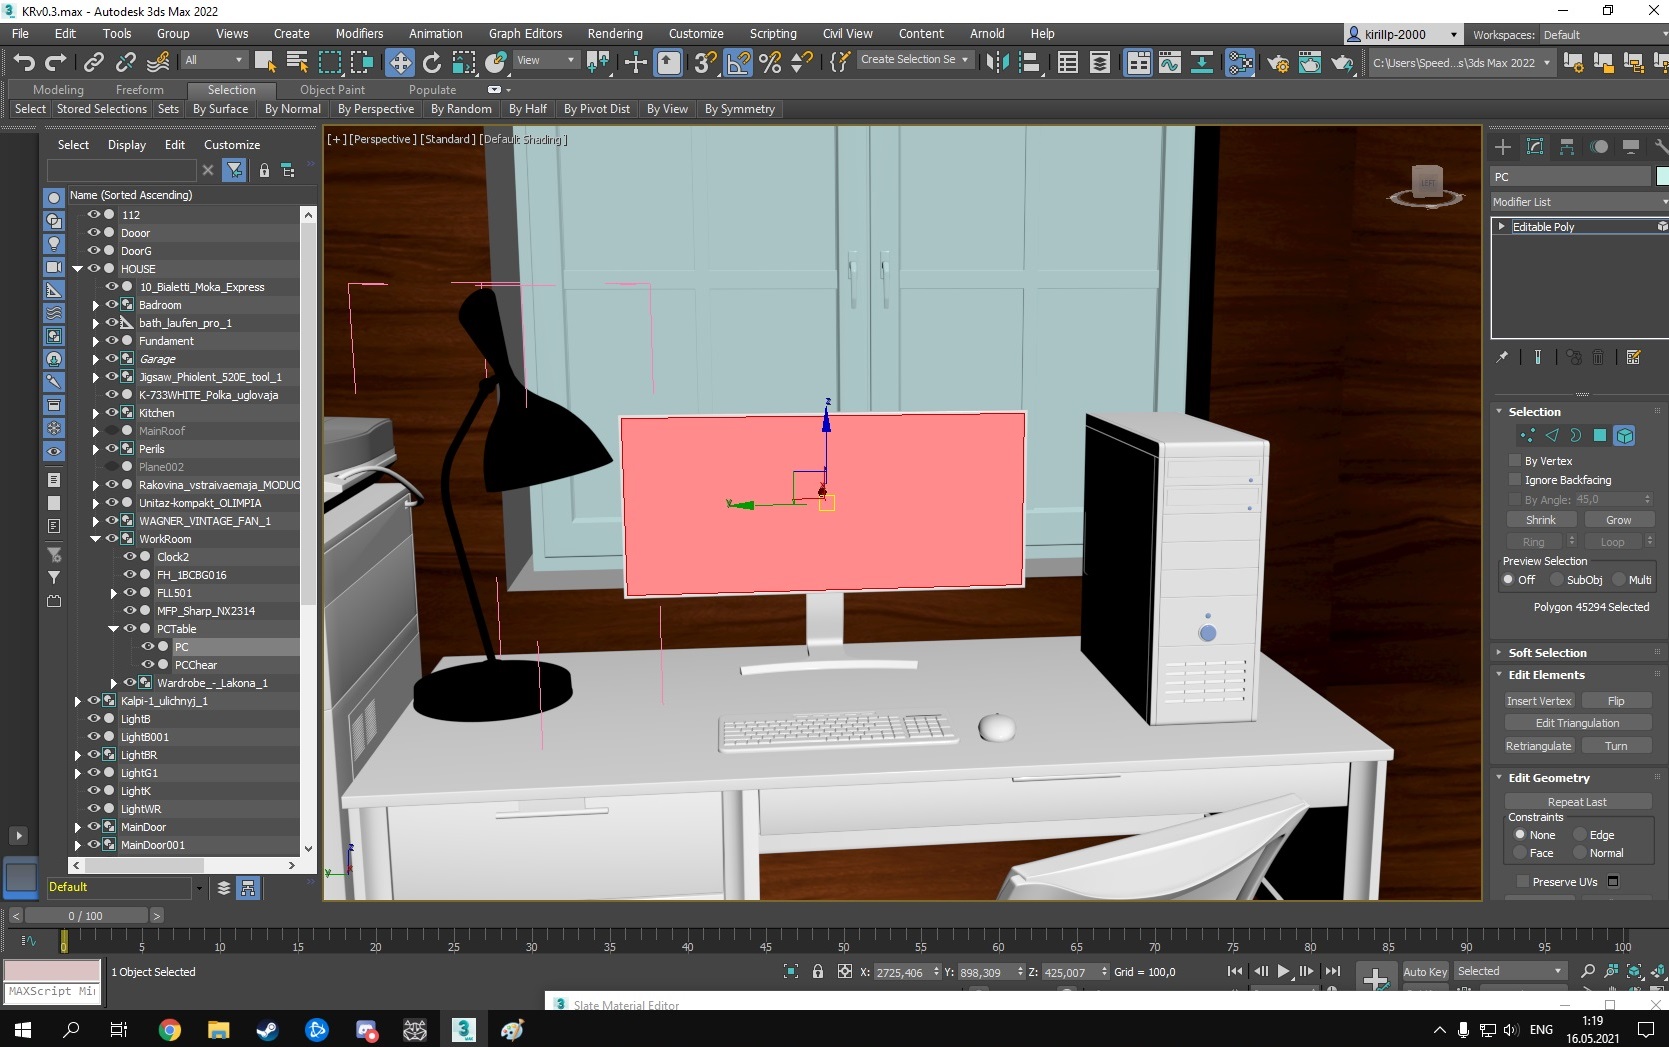 KRv0.3.max - Autodesk 3ds Max 2022
File Edit Tools Group Views Create Modifiers Animation Graph Editors Rendering Customize Scripting Civil View Content Arnold Help
kirillp-2000
Workspaces: Default
All
View
Create Selection Se
C:\Users\Speed...s\3ds Max 2022
Modeling Freeform Selection Object Paint Populate
Select Stored Selections Sets By Surface By Normal By Perspective By Random By Half By Pivot Dist By View By Symmetry
Select Display Edit Customize
Name (Sorted Ascending)
112
Dooor
DoorG
HOUSE
10_Bialetti_Moka_Express
Badroom
bath_laufen_pro_1
Fundament
Garage
Jigsaw_Phiolent_520E_tool_1
K-733WHITE_Polka_uglovaja
Kitchen
MainRoof
Perils
Plane002
Rakovina_vstraivaemaja_MODUO
Unitaz-kompakt_OLIMPIA
WAGNER_VINTAGE_FAN_1
WorkRoom
Clock2
FH_1BCBG016
FLL501
MFP_Sharp_NX2314
PCTable
PC
PCChear
Wardrobe_-_Lakona_1
Kalpi-1_ulichnyj_1
LightB
LightB001
LightBR
LightG1
LightK
LightWR
MainDoor
MainDoor001
Default
[+] [Perspective ] [Standard ] [Default Shading ]
LEFT
z
y
x
z
y
x
PC
Modifier List
Editable Poly
Selection
By Vertex
Ignore Backfacing
By Angle: 45,0
Shrink Grow
Ring Loop
Preview Selection
Off SubObj Multi
Polygon 45294 Selected
Soft Selection
Edit Elements
Insert Vertex Flip
Edit Triangulation
Retriangulate Turn
Edit Geometry
Repeat Last
Constraints
None Edge
Face Normal
Preserve UVs
< 0 / 100 >
0 5 10 15 20 25 30 35 40 45 50 55 60 65 70 75 80 85 90 95 100
1 Object Selected
X: 2725,406 Y: 898,309 Z: 425,007 Grid = 100,0
Auto Key Selected
MAXScript Mi
Slate Material Editor
ENG
1:19
16.05.2021